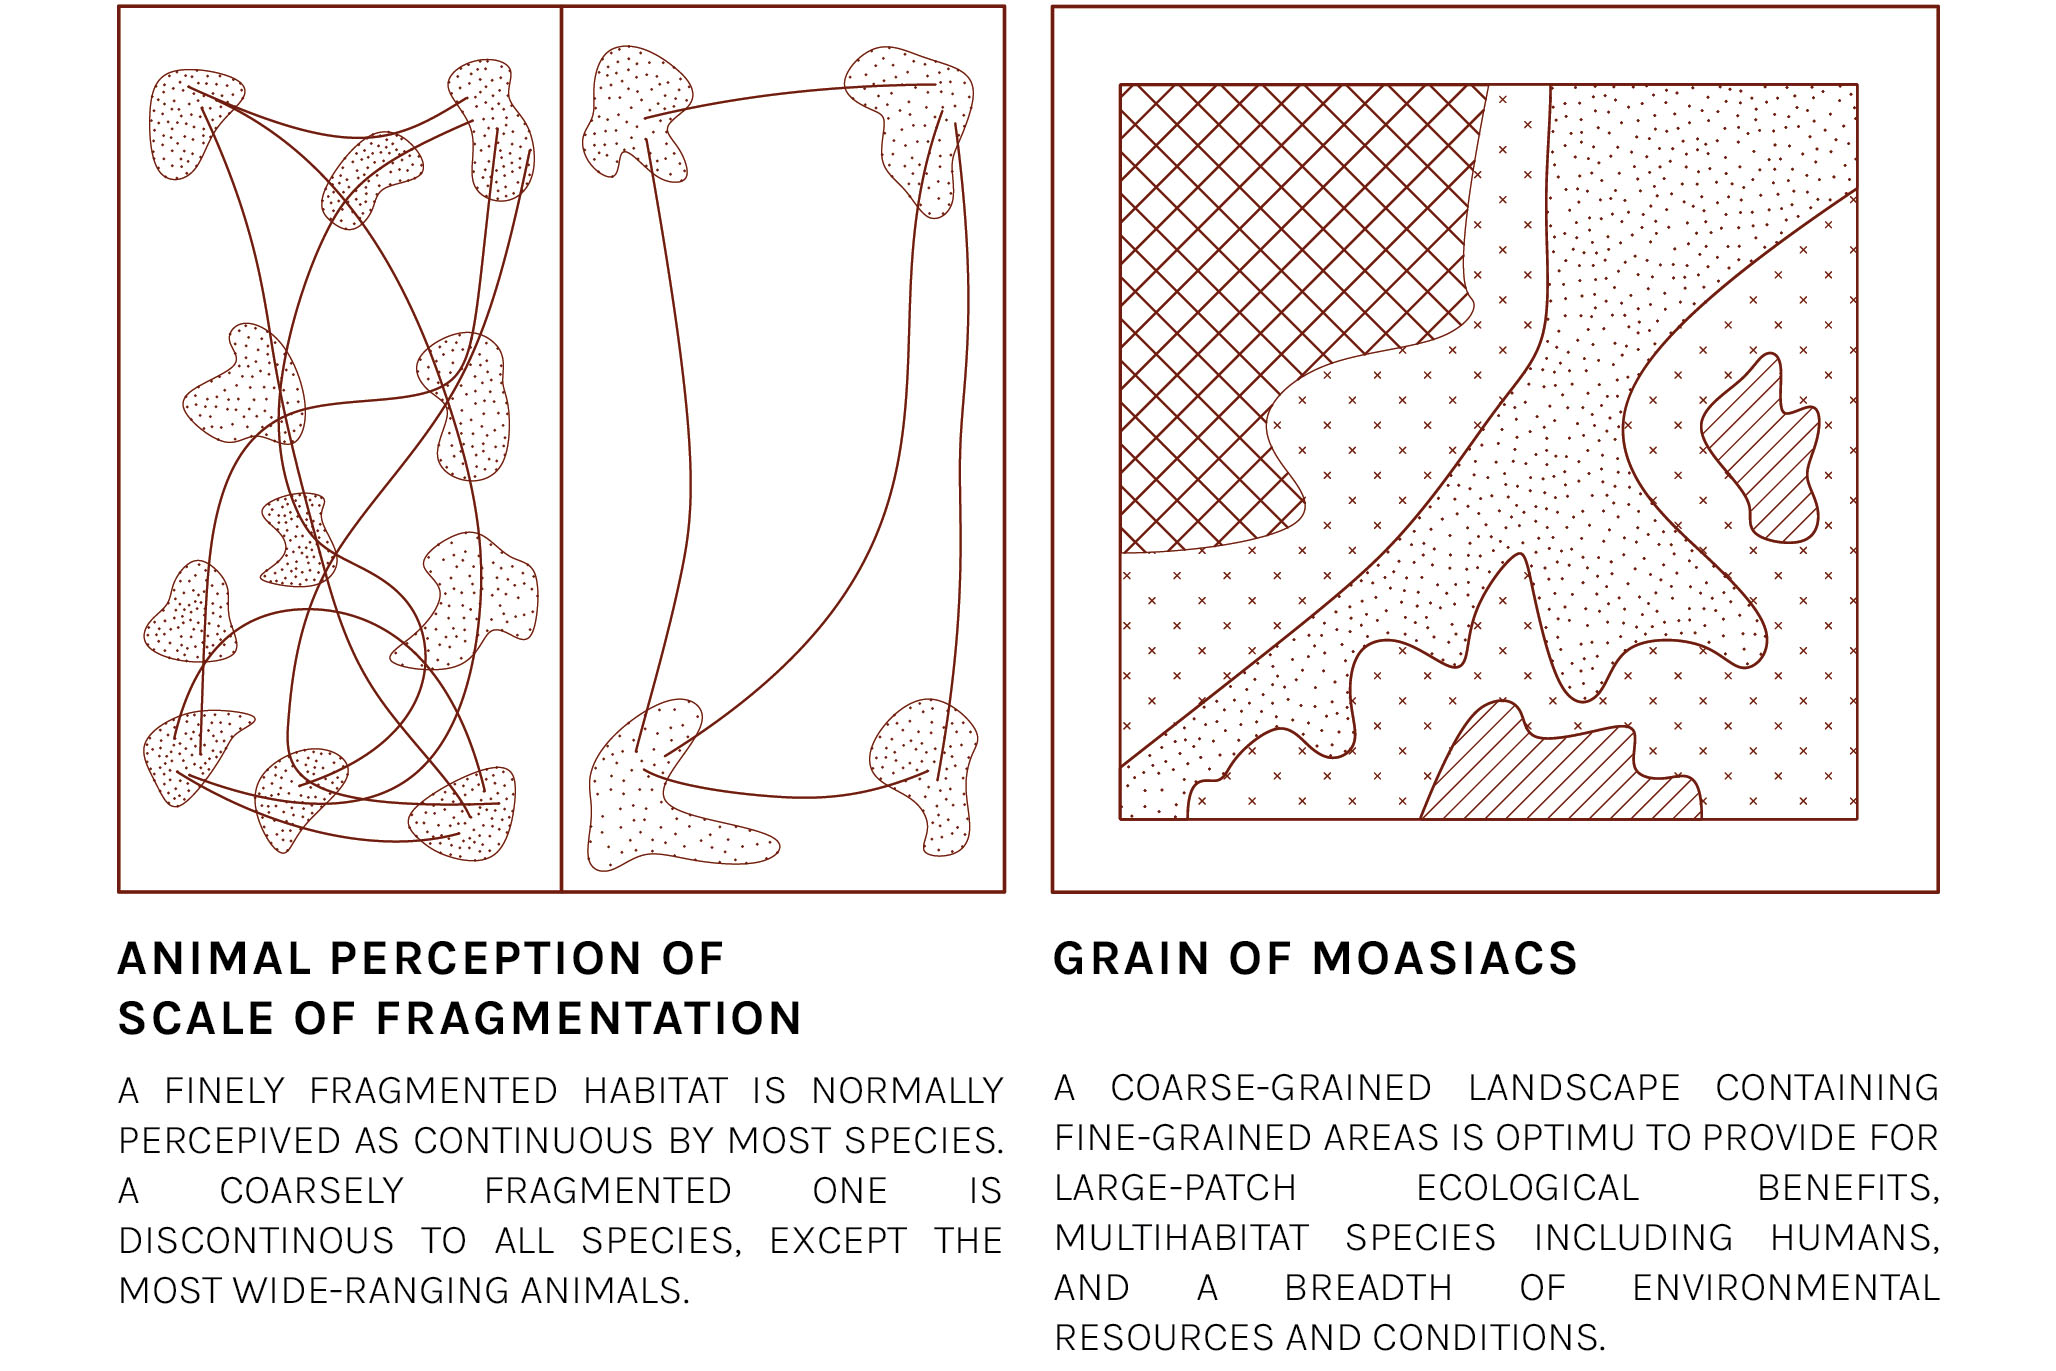 ANIMAL PERCEPTION OF
SCALE OF FRAGMENTATION
A FINELY FRAGMENTED HABITAT IS NORMALLY
PERCEPIVED AS CONTINUOUS BY MOST SPECIES.
A COARSELY FRAGMENTED ONE IS
DISCONTINOUS TO ALL SPECIES, EXCEPT THE
MOST WIDE-RANGING ANIMALS.
GRAIN OF MOASIACS
A COARSE-GRAINED LANDSCAPE CONTAINING
FINE-GRAINED AREAS IS OPTIMU TO PROVIDE FOR
LARGE-PATCH ECOLOGICAL BENEFITS,
MULTIHABITAT SPECIES INCLUDING HUMANS,
AND A BREADTH OF ENVIRONMENTAL
RESOURCES AND CONDITIONS.